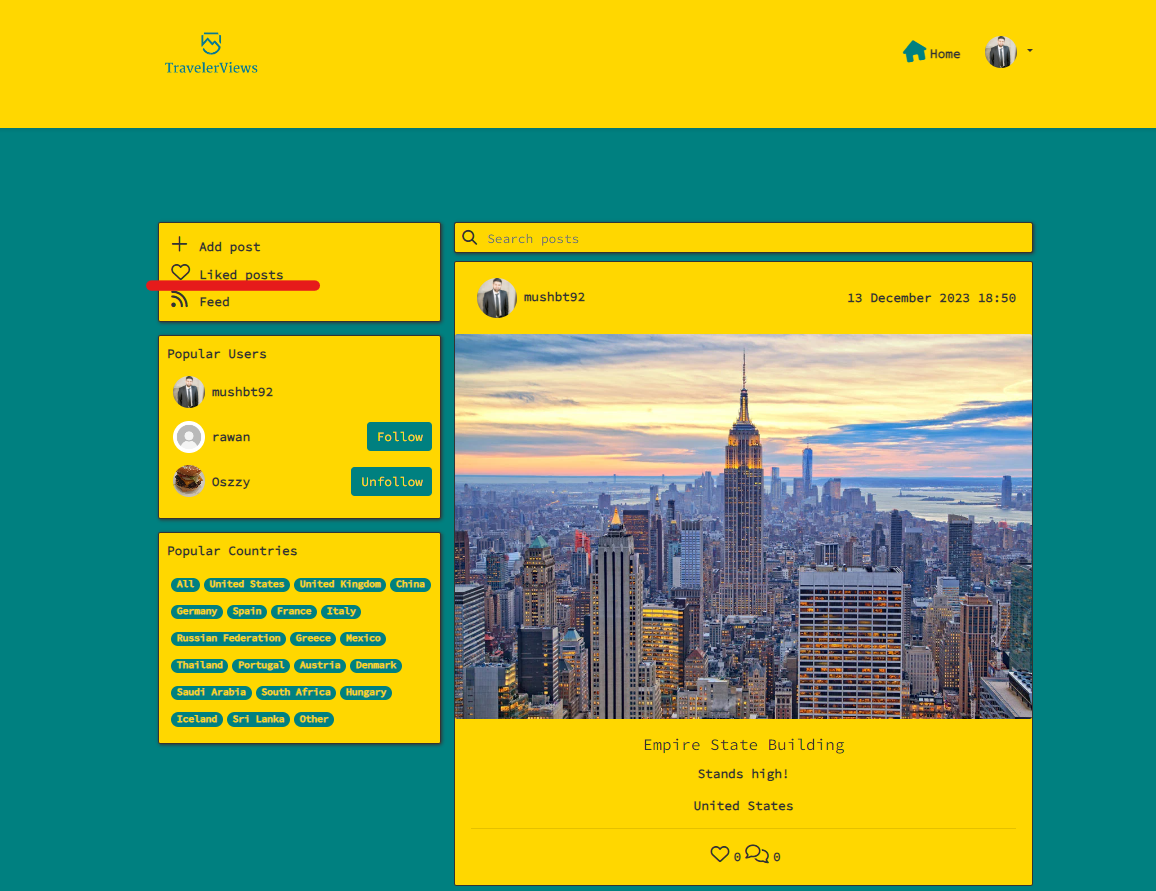 TravelerViews
Home
Add post
Liked posts
Feed
Popular Users
mushbt92
rawan
Follow
Oszzy
Unfollow
Popular Countries
All United States United Kingdom China
Germany Spain France Italy
Russian Federation Greece Mexico
Thailand Portugal Austria Denmark
Saudi Arabia South Africa Hungary
Iceland Sri Lanka Other
Search posts
mushbt92
13 December 2023 18:50
Empire State Building
Stands high!
United States
0 0